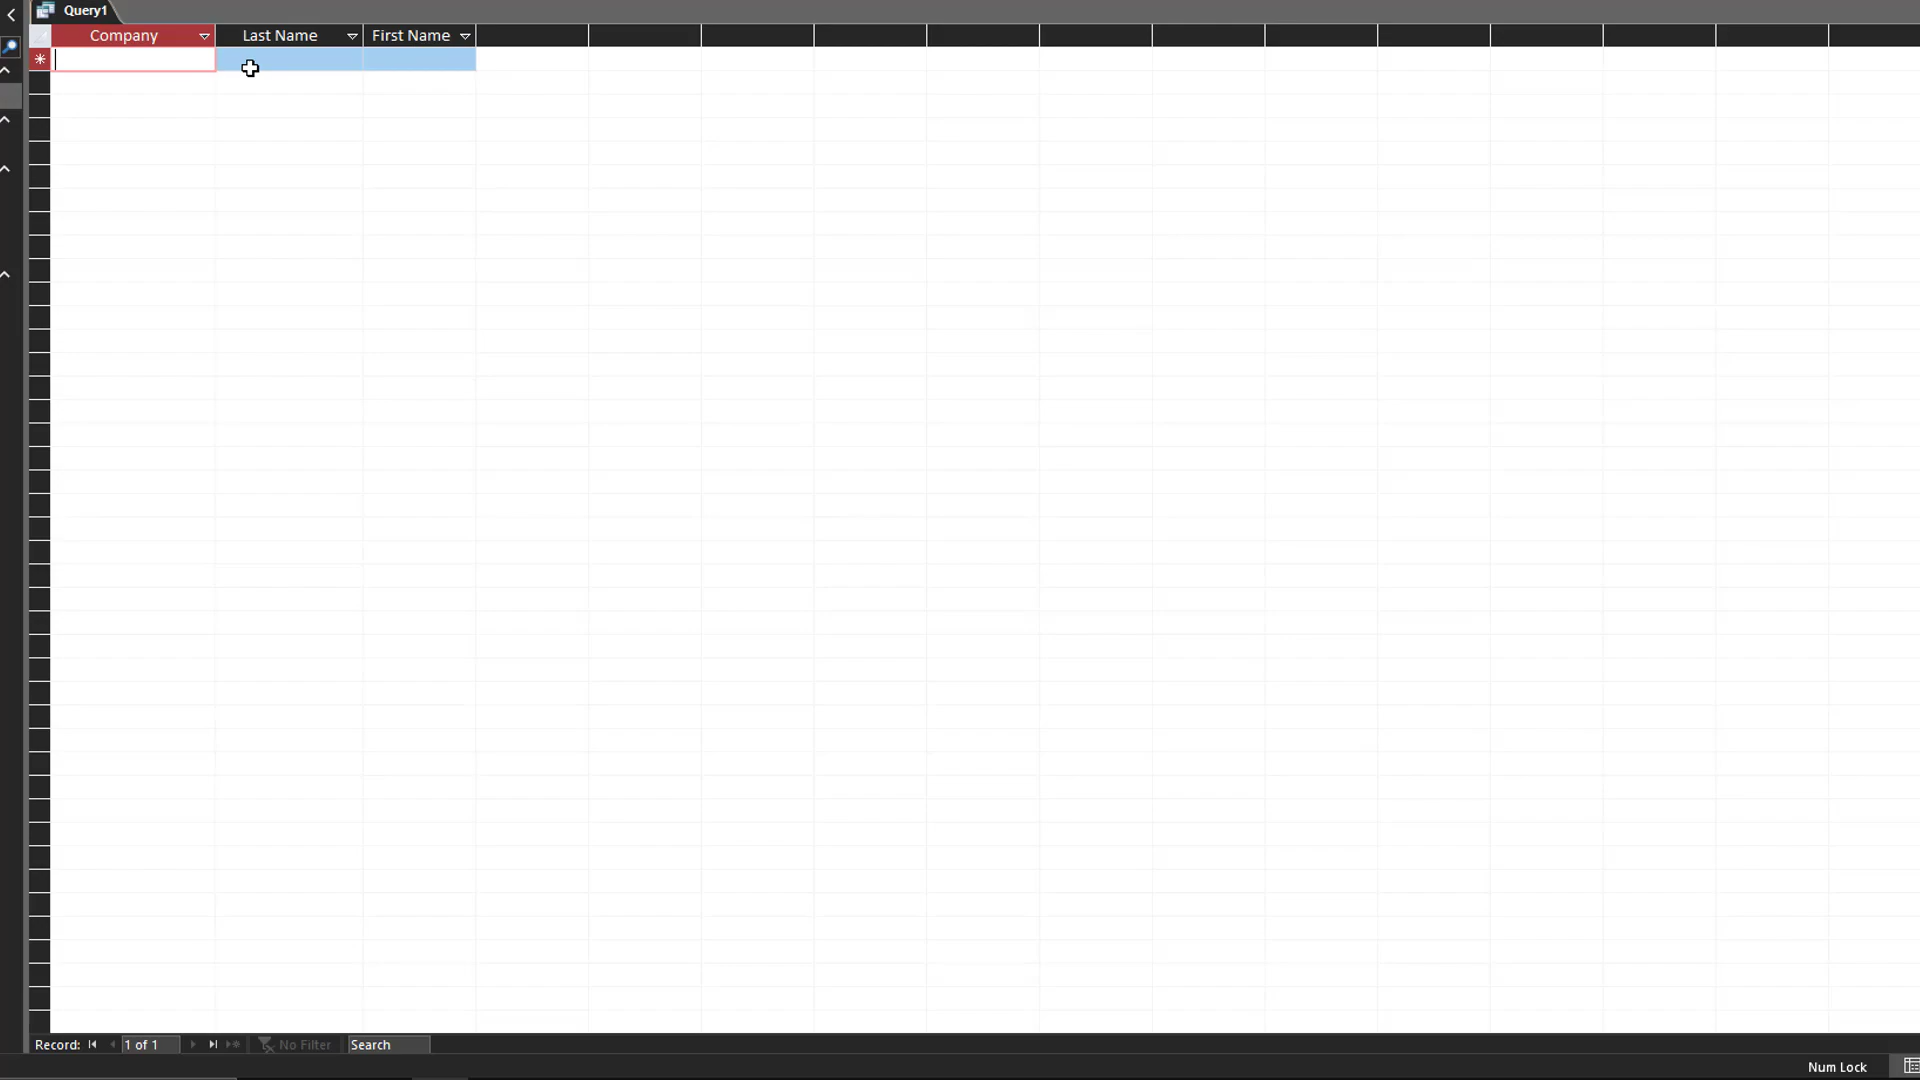 Query1
Company Last Name First Name
Record: 1 of 1 No Filter Search
Num Lock